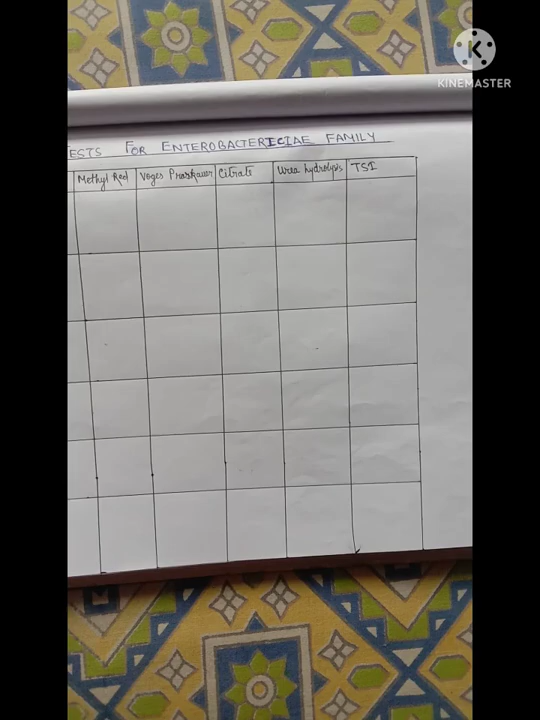 KINEMASTER
ESTS FOR ENTEROBACTERICIAE FAMILY
Methyl Red Voges Proskauer Citrate Urea hydrolysis TSI